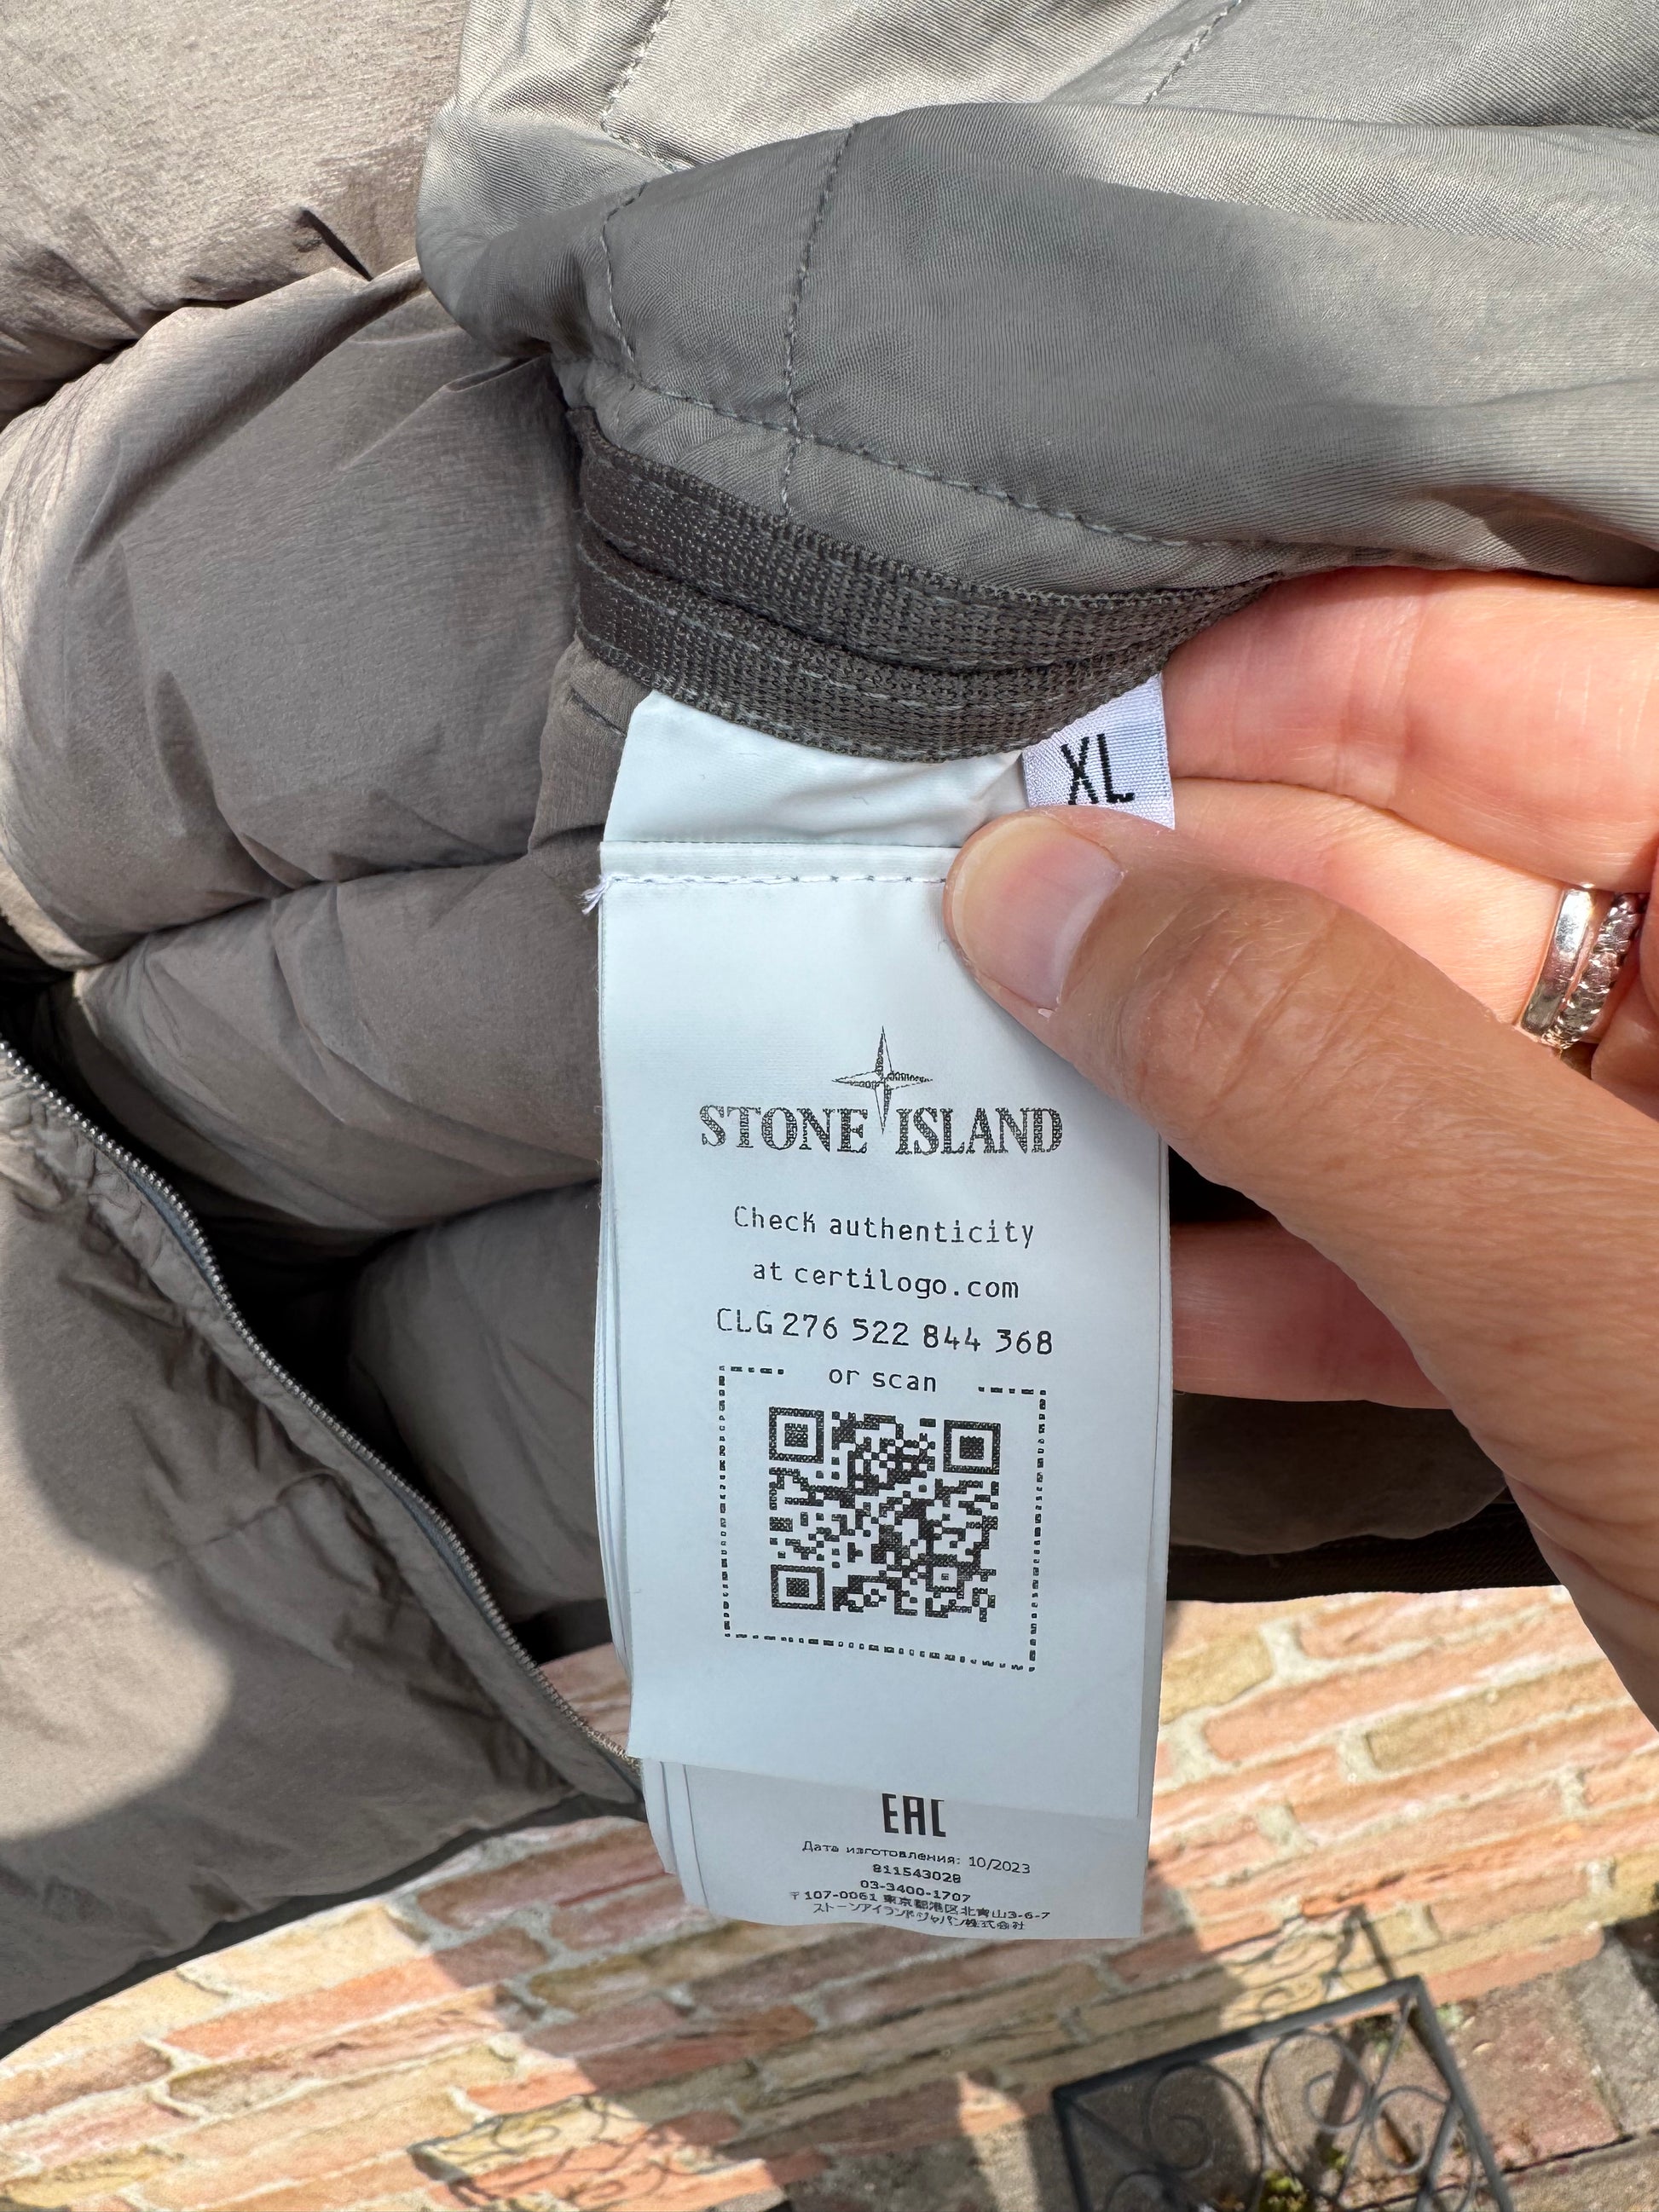 XL
STONE ISLAND
Check authenticity
at certilogo.com
CLG 276 522 844 368
or scan
EAC
Дата изготовления: 10/2023
811543028
03-3400-1707
〒107-0061 東京都港区北青山3-6-7
ストーンアイランドジャパン株式会社